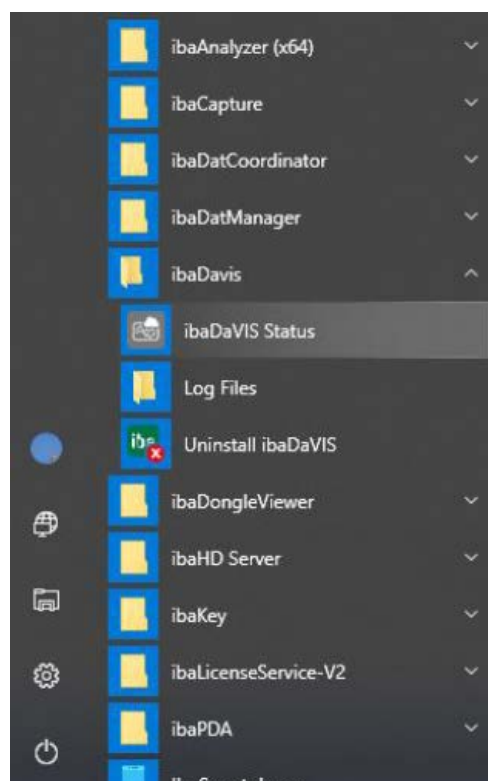 ibaAnalyzer (x64)
ibaCapture
ibaDatCoordinator
ibaDatManager
ibaDavis
ibaDaVIS Status
Log Files
iba
Uninstall ibaDaVIS
ibaDongleViewer
ibaHD Server
ibaKey
ibaLicenseService-V2
ibaPDA